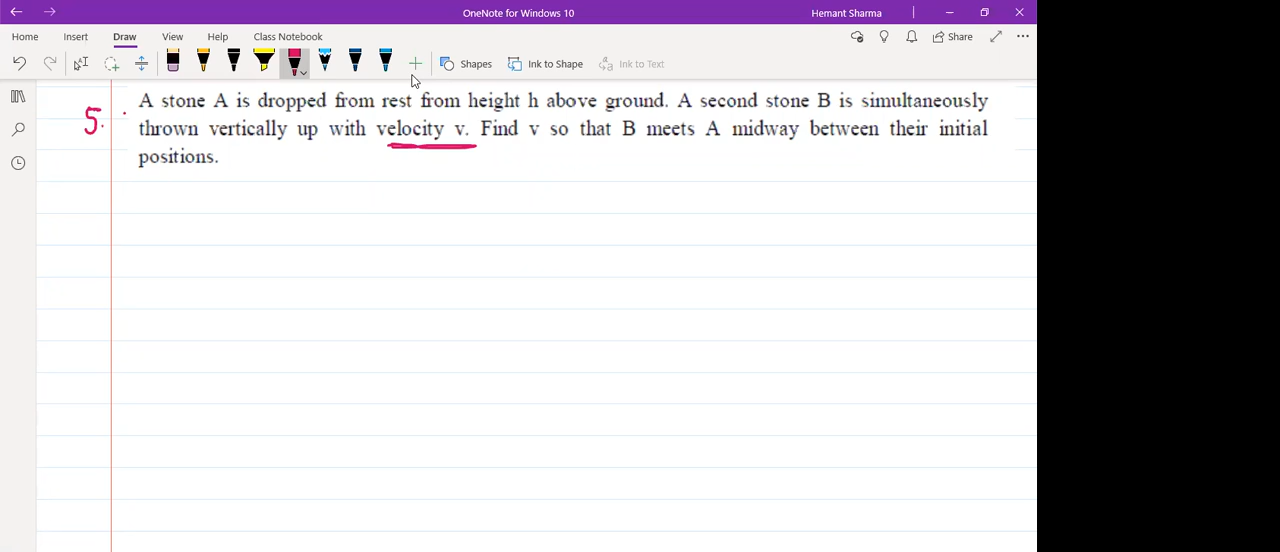 OneNote for Windows 10
Hemant Sharma
Home Insert Draw View Help Class Notebook
Share
Shapes Ink to Shape Ink to Text
5.
A stone A is dropped from rest from height h above ground. A second stone B is simultaneously
thrown vertically up with velocity v. Find v so that B meets A midway between their initial
positions.